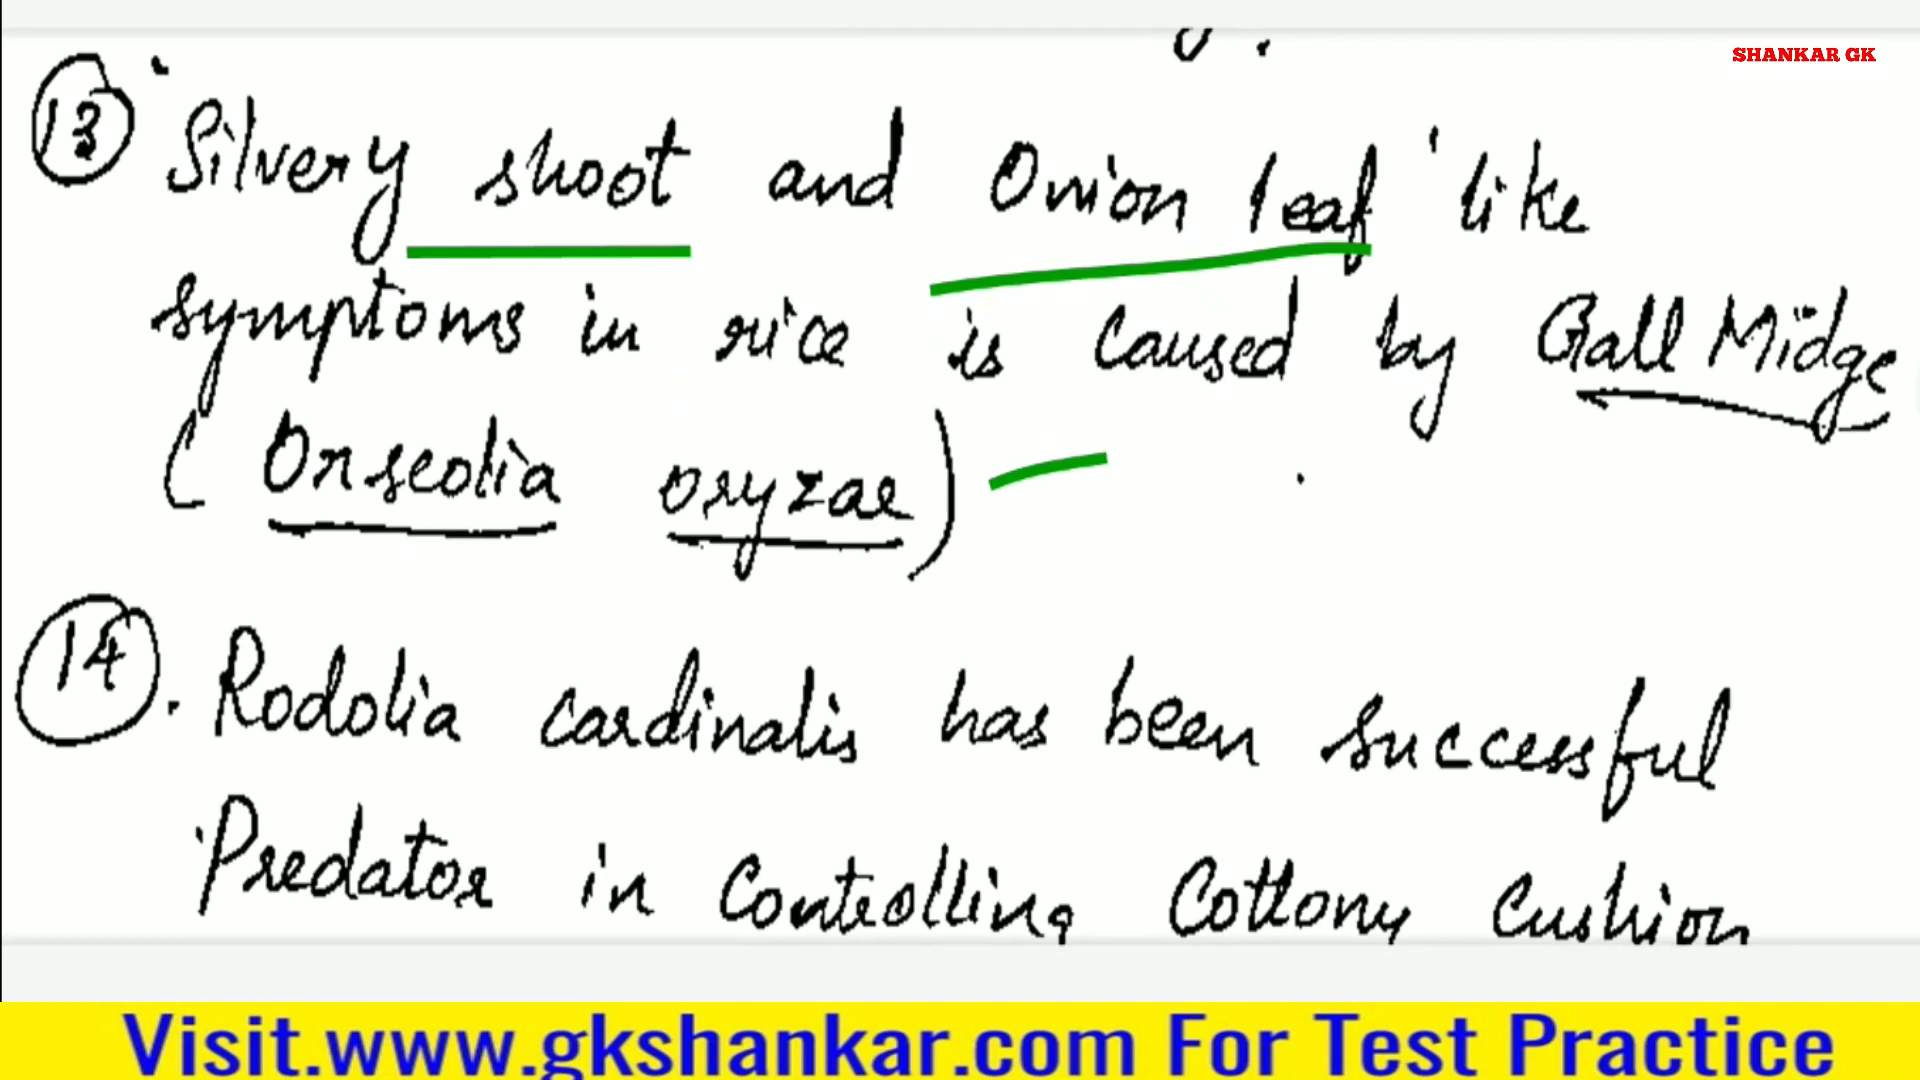 SHANKAR GK
13 Silvery shoot and 'Onion leaf' like
symptoms in rice is caused by Gall Midge
( Orseolia oryzae )
14. Rodolia cardinalis has been successful
Predator in Controlling Cottony Cushion
Visit.www.gkshankar.com For Test Practice